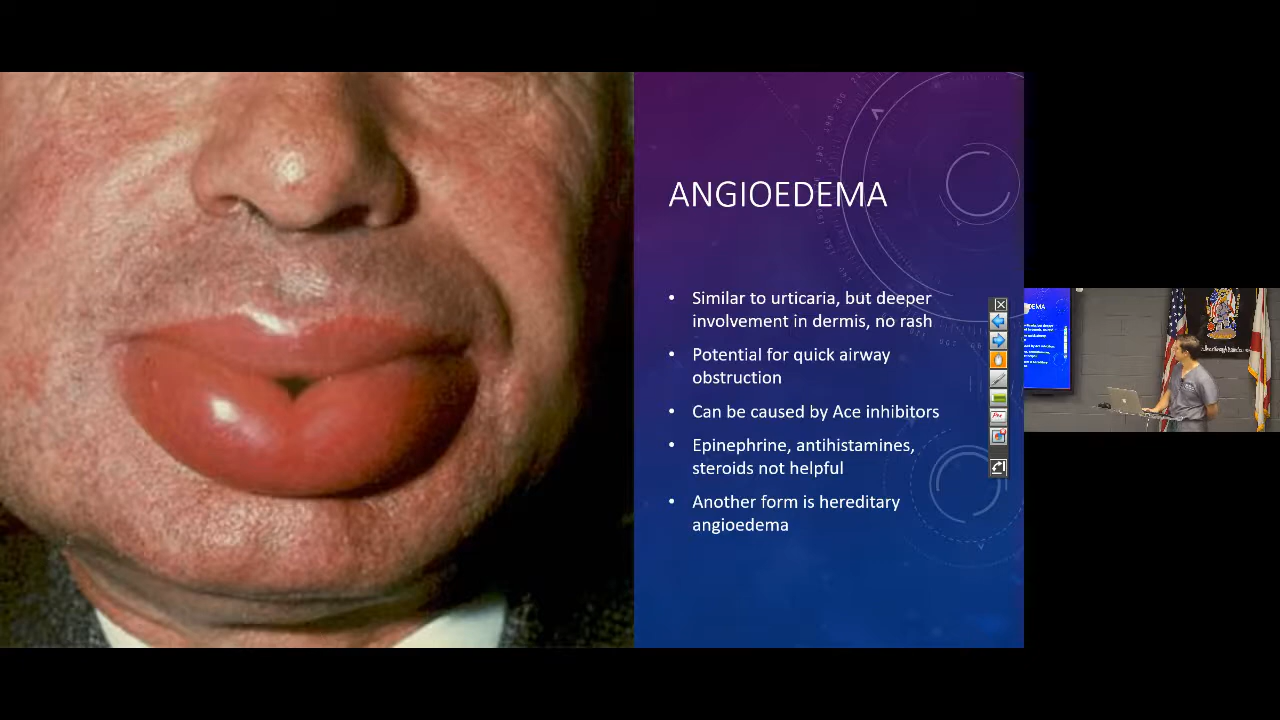 ANGIOEDEMA
• Similar to urticaria, but deeper
involvement in dermis, no rash
• Potential for quick airway
obstruction
• Can be caused by Ace inhibitors
• Epinephrine, antihistamines,
steroids not helpful
• Another form is hereditary
angioedema